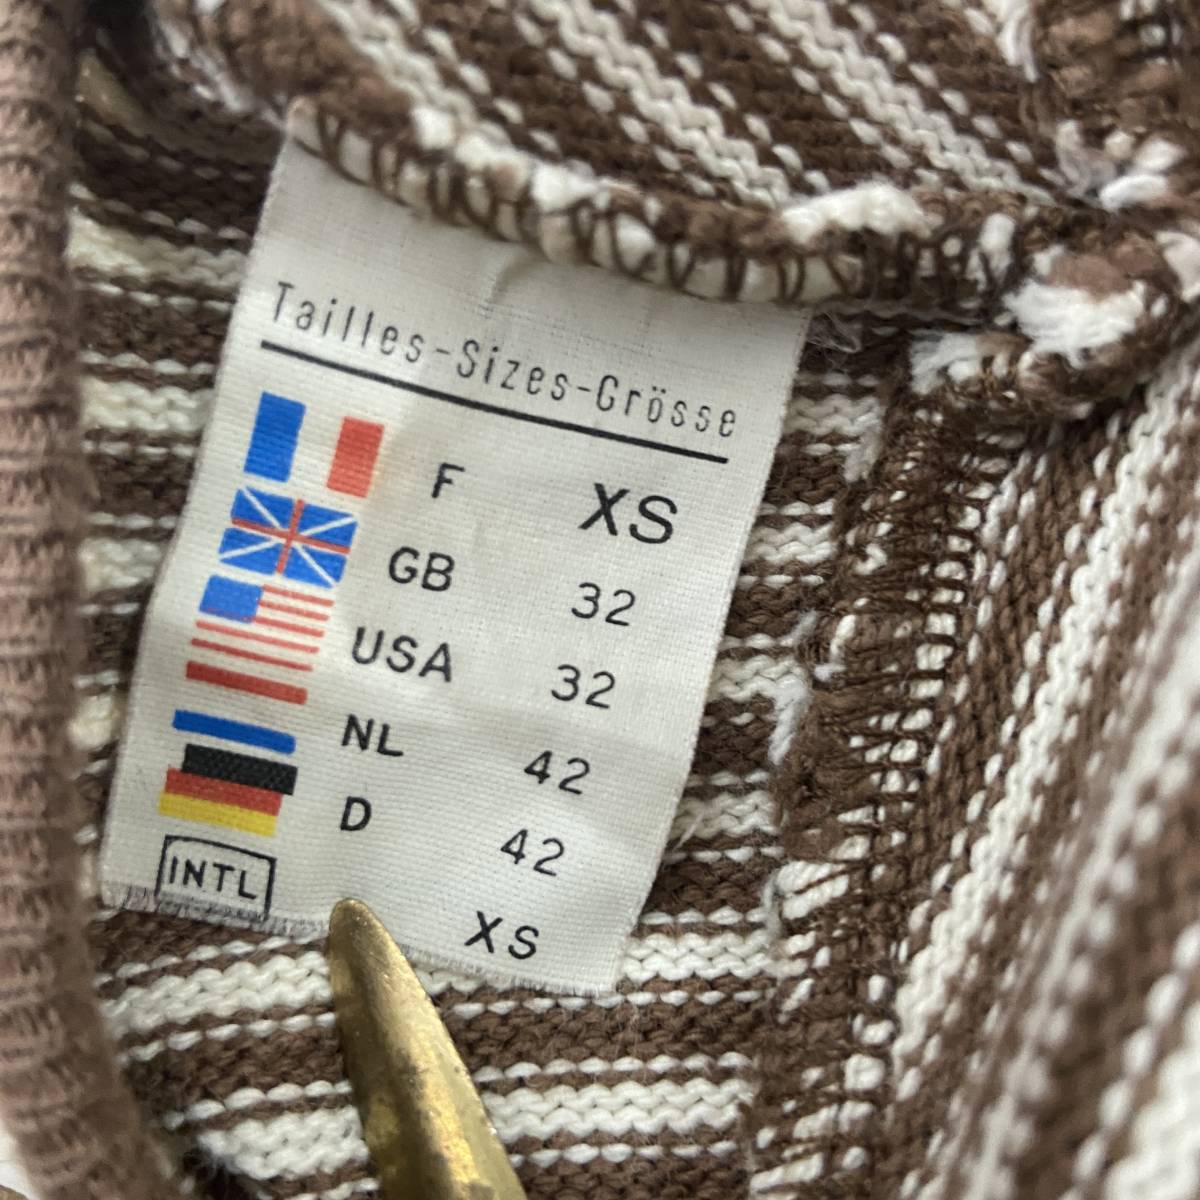 Tailles-Sizes-Grösse
F XS
GB 32
USA 32
NL 42
D 42
INTL XS